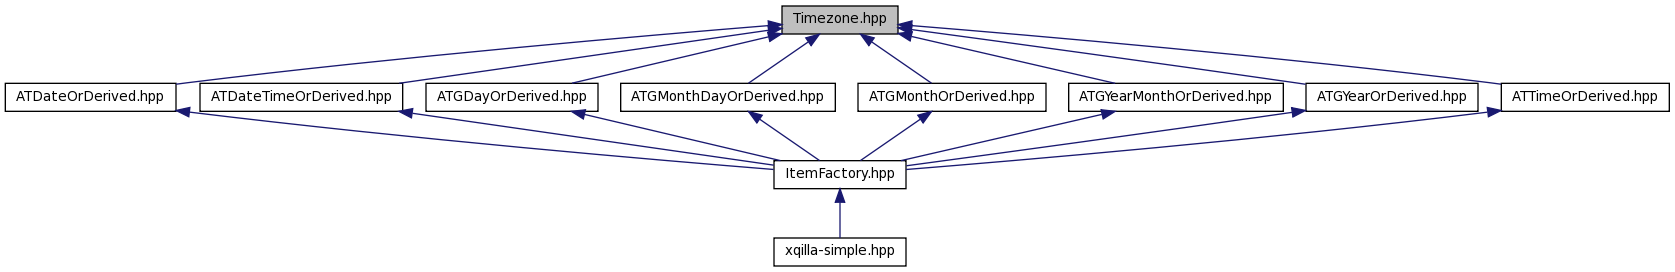 Timezone.hpp
ATDateOrDerived.hpp
ATDateTimeOrDerived.hpp
ATGDayOrDerived.hpp
ATGMonthDayOrDerived.hpp
ATGMonthOrDerived.hpp
ATGYearMonthOrDerived.hpp
ATGYearOrDerived.hpp
ATTimeOrDerived.hpp
ItemFactory.hpp
xqilla-simple.hpp